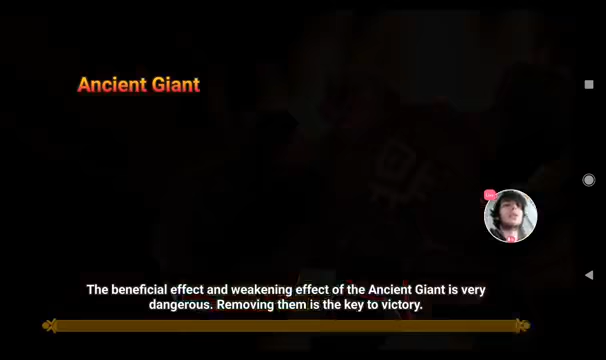 Ancient Giant
The beneficial effect and weakening effect of the Ancient Giant is very
dangerous. Removing them is the key to victory.